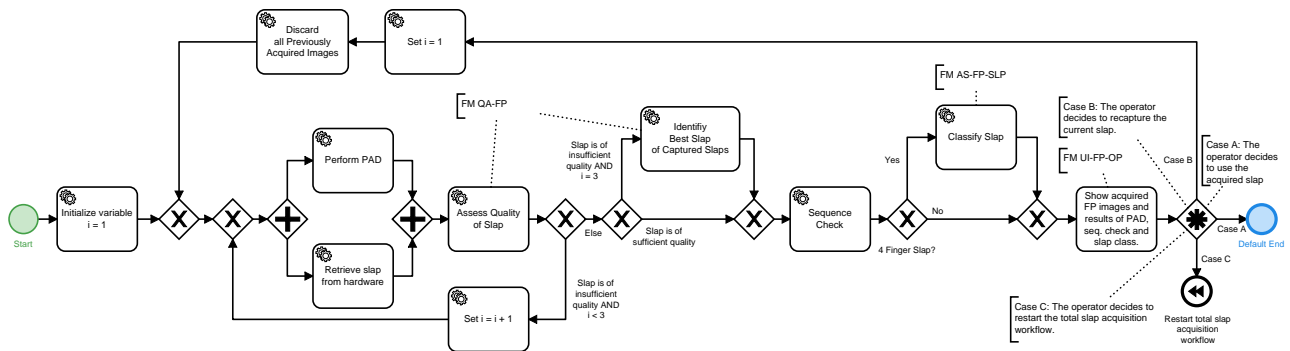 Discard
all Previously
Acquired Images
Set i = 1
FM AS-FP-SLP
FM QA-FP
Case B: The operator
decides to recapture the
current slap.
Identifiy
Best Slap
of Captured Slaps
Classify Slap
Case A: The
operator decides
to use the
acquired slap
Slap is of
insufficient
quality AND
i = 3
Perform PAD
Yes
FM UI-FP-OP
Case B
Initialize variable
i = 1
Assess Quality
of Slap
Sequence
Check
No
Show acquired
FP images and
results of PAD,
seq. check and
slap class.
Start
Else
Slap is of
sufficient quality
4 Finger Slap?
Case A
Default End
Retrieve slap
from hardware
Case C
Slap is of
insufficient
quality AND
i < 3
Set i = i + 1
Case C: The operator decides to
restart the total slap acquisition
workflow.
Restart total slap
acquisition
workflow